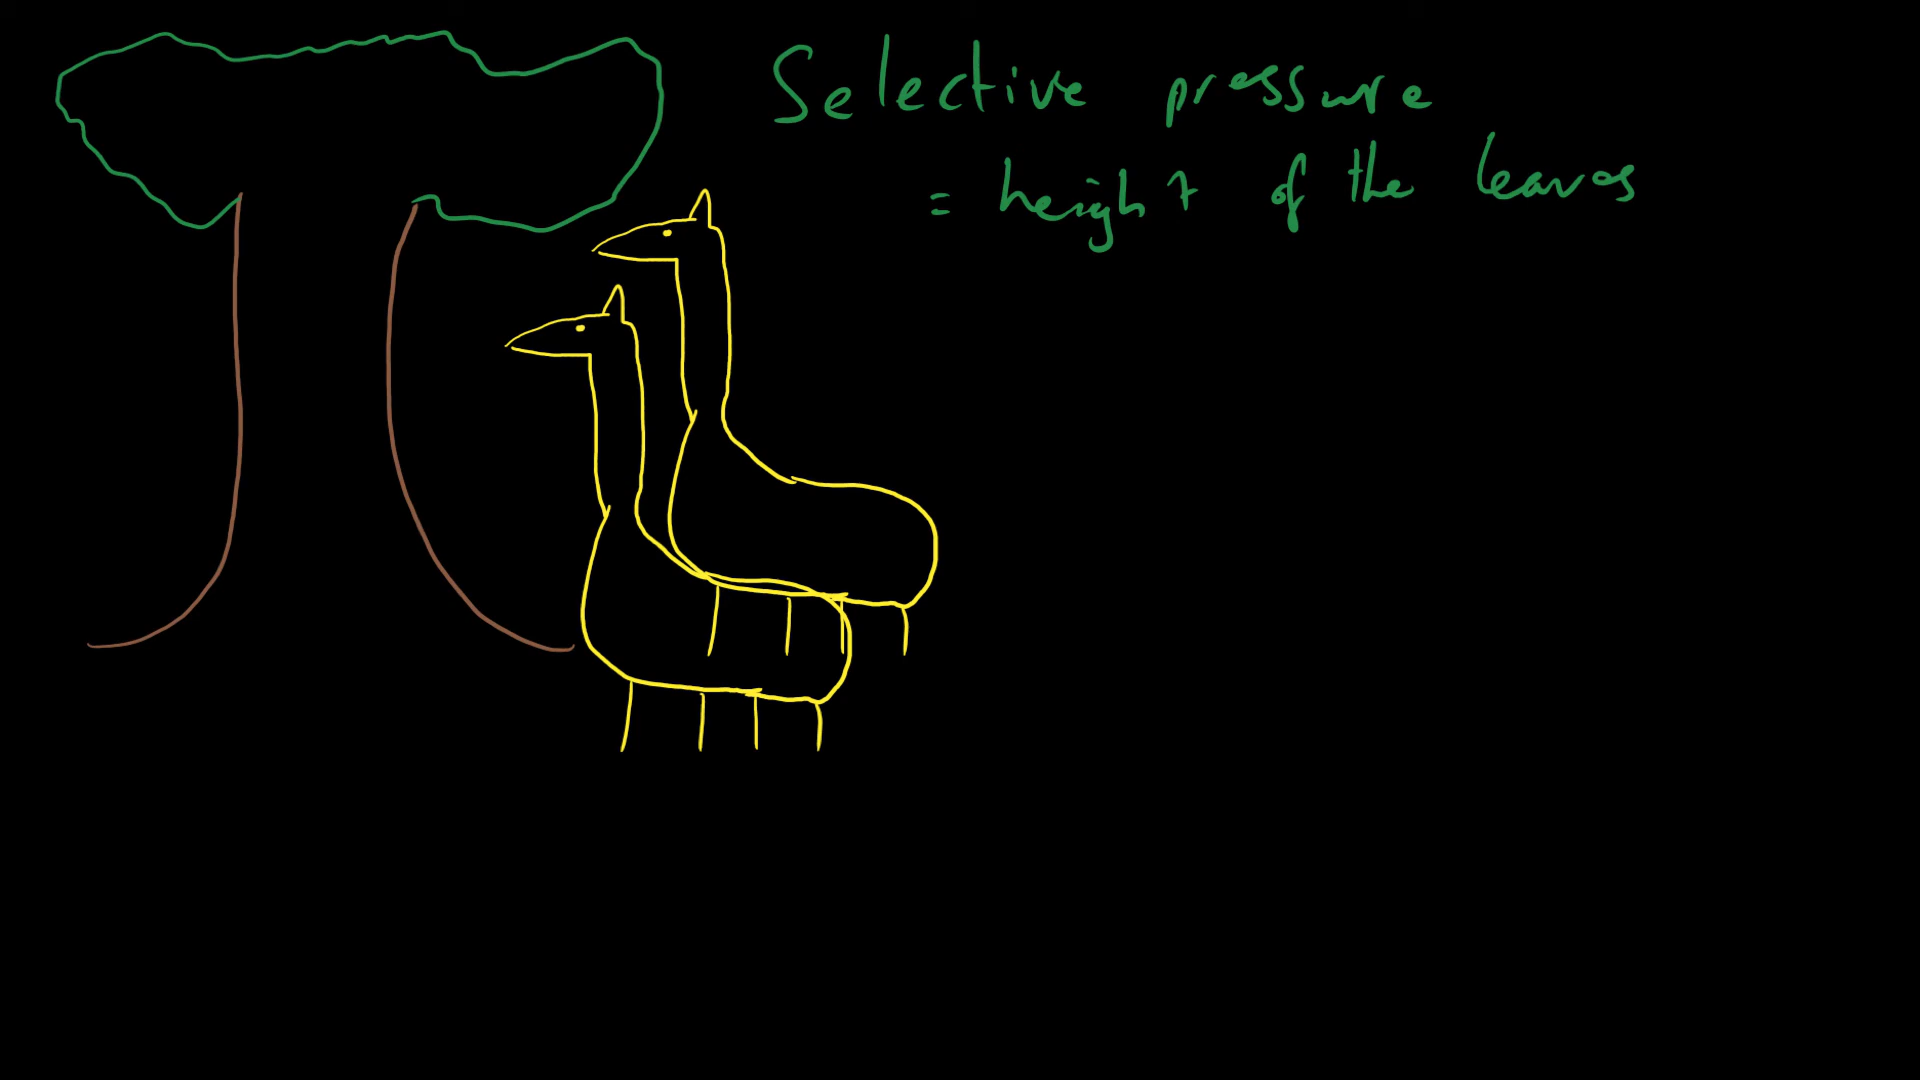 Selective pressure
= height of the leaves